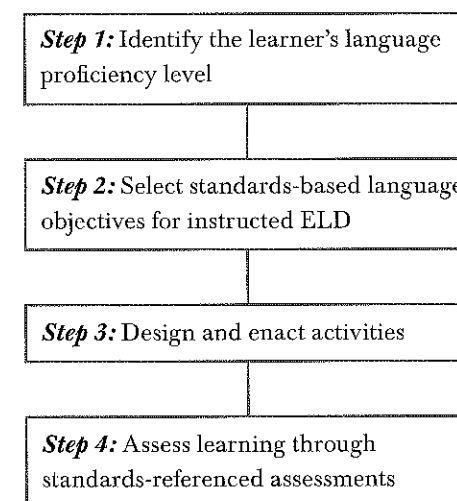 Step 1: Identify the learner's language
proficiency level
Step 2: Select standards-based language
objectives for instructed ELD
Step 3: Design and enact activities
Step 4: Assess learning through
standards-referenced assessments